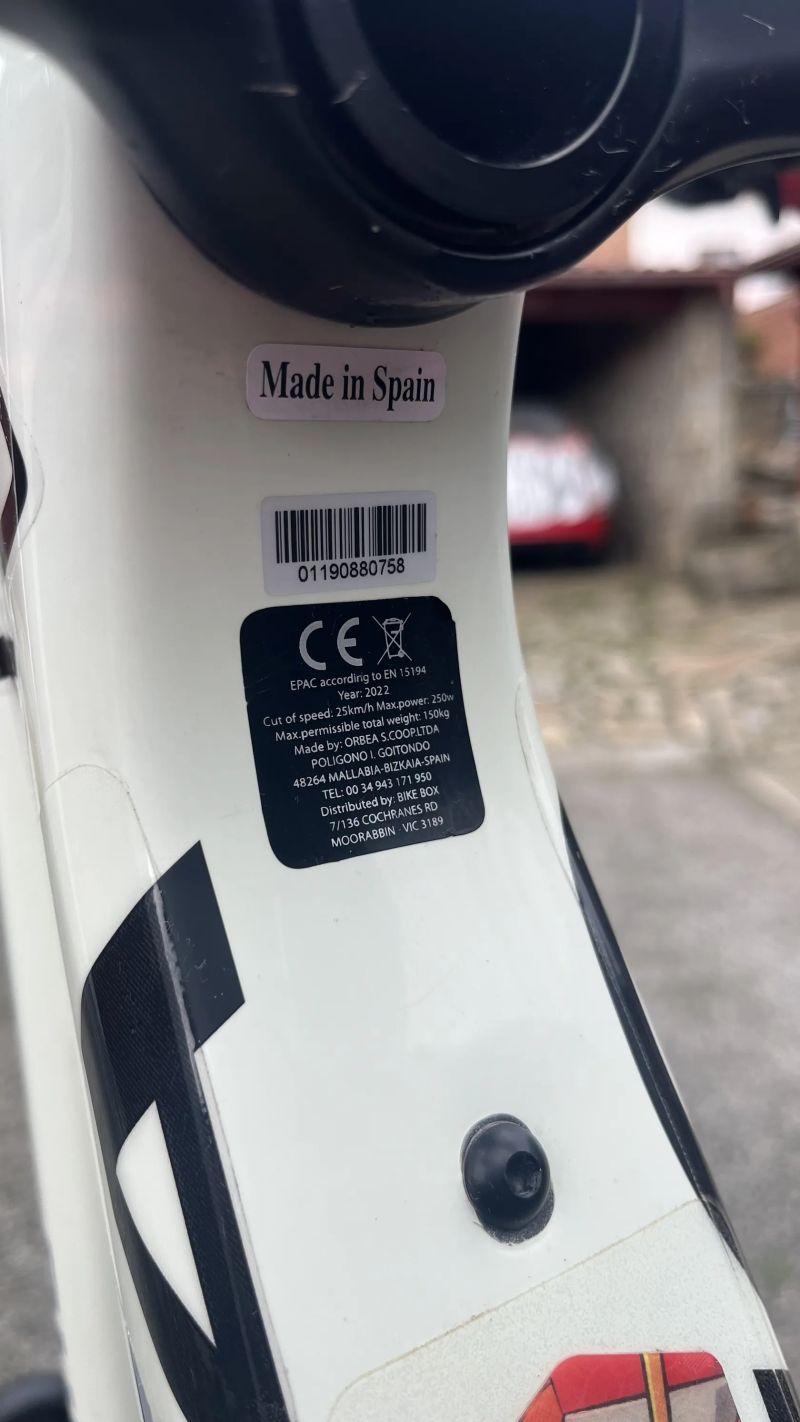 Made in Spain
01190880758
CE
EPAC according to EN 15194
Year: 2022
Cut of speed: 25km/h Max.power: 250w
Max.permissible total weight: 150kg
Made by: ORBEA S.COOP.LTDA
POLIGONO I. GOITONDO
48264 MALLABIA-BIZKAIA-SPAIN
TEL: 00 34 943 171 950
Distributed by: BIKE BOX
7/136 COCHRANES RD
MOORABBIN - VIC 3189